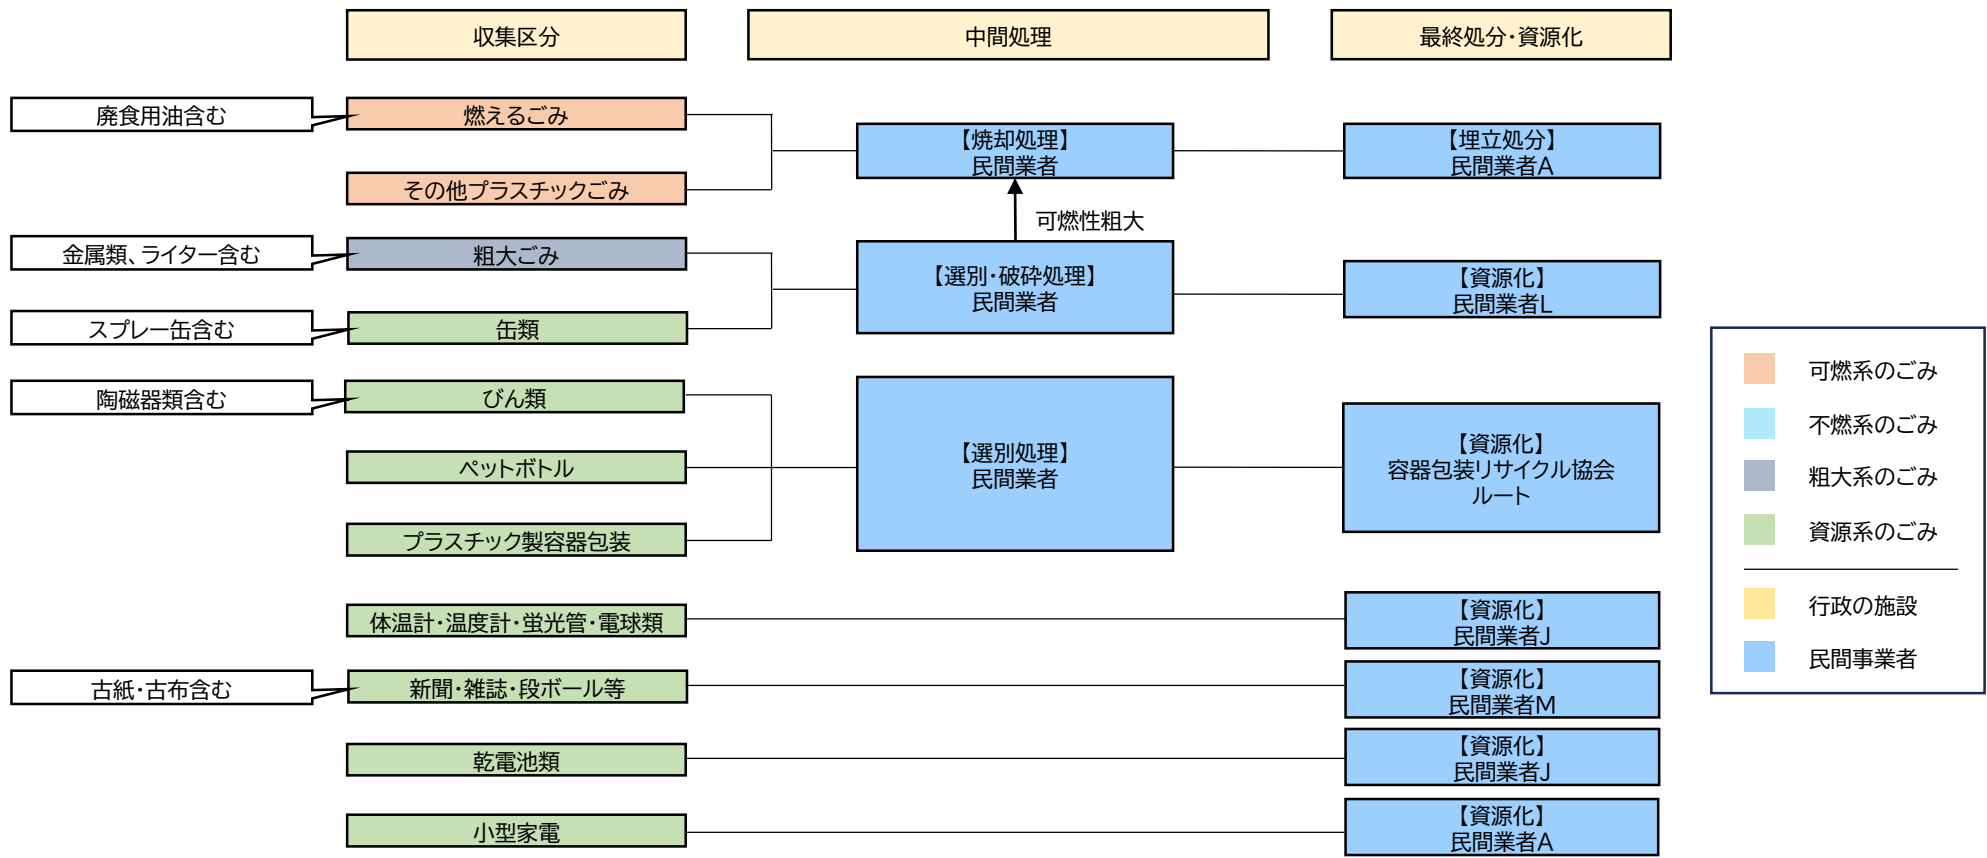 収集区分
中間処理
最終処分・資源化
廃食用油含む
燃えるごみ
その他プラスチックごみ
【焼却処理】
民間業者
【埋立処分】
民間業者A
可燃性粗大
金属類、ライター含む
粗大ごみ
スプレー缶含む
缶類
【選別・破砕処理】
民間業者
【資源化】
民間業者L
陶磁器類含む
びん類
ペットボトル
プラスチック製容器包装
【選別処理】
民間業者
【資源化】
容器包装リサイクル協会
ルート
体温計・温度計・蛍光管・電球類
【資源化】
民間業者J
古紙・古布含む
新聞・雑誌・段ボール等
【資源化】
民間業者M
乾電池類
【資源化】
民間業者J
小型家電
【資源化】
民間業者A
可燃系のごみ
不燃系のごみ
粗大系のごみ
資源系のごみ
行政の施設
民間事業者